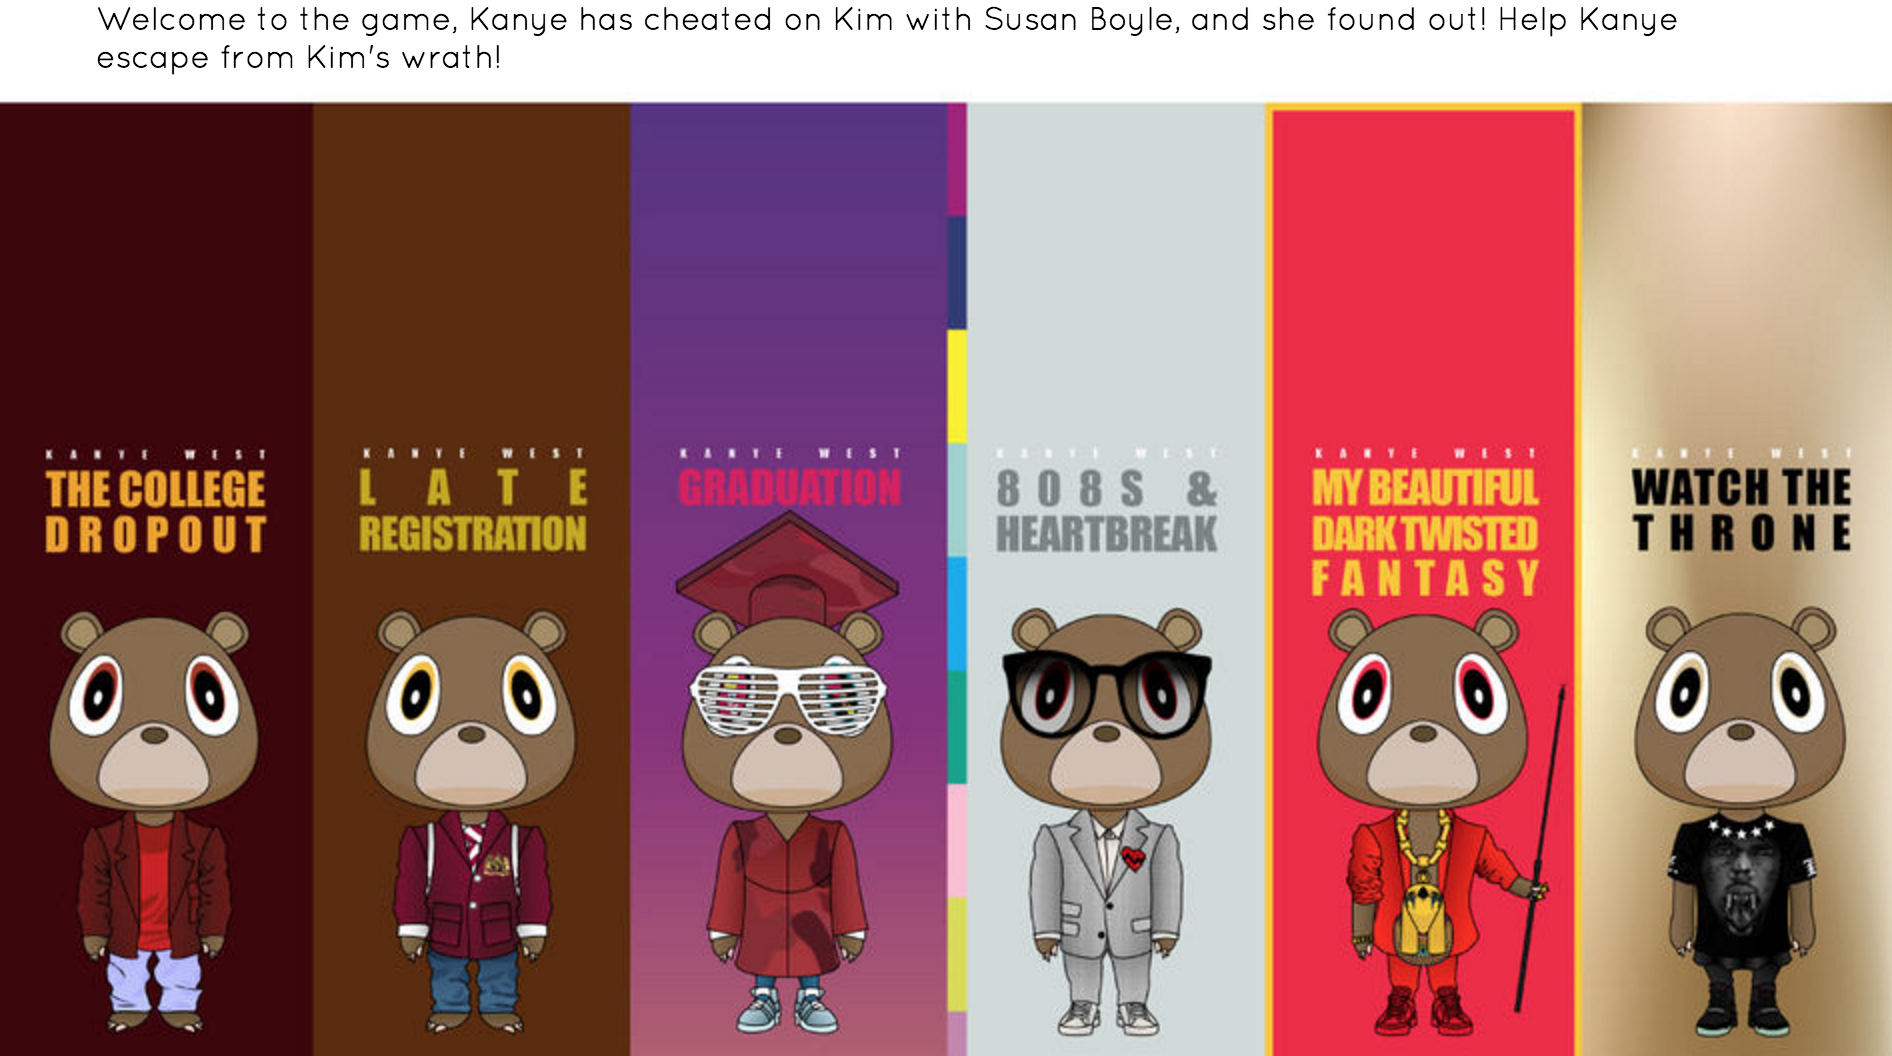 Welcome to the game, Kanye has cheated on Kim with Susan Boyle, and she found out! Help Kanye
escape from Kim's wrath!
KANYE WEST
THE COLLEGE
DROPOUT
KANYE WEST
LATE
REGISTRATION
KANYE WEST
GRADUATION
KANYE WEST
808S &
HEARTBREAK
KANYE WEST
MY BEAUTIFUL
DARK TWISTED
FANTASY
KANYE WEST
WATCH THE
THRONE